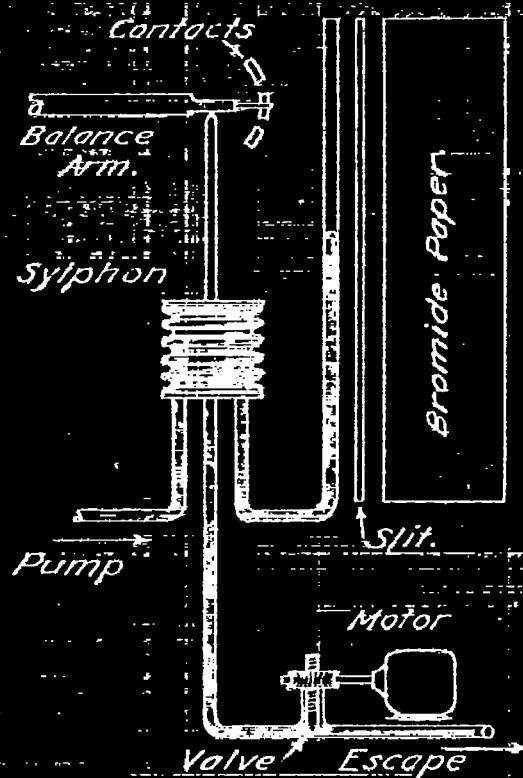 Contacts
Balance
Arm.
Sylphon
Bromide Paper
Slit.
Pump
Motor
Valve
Escape